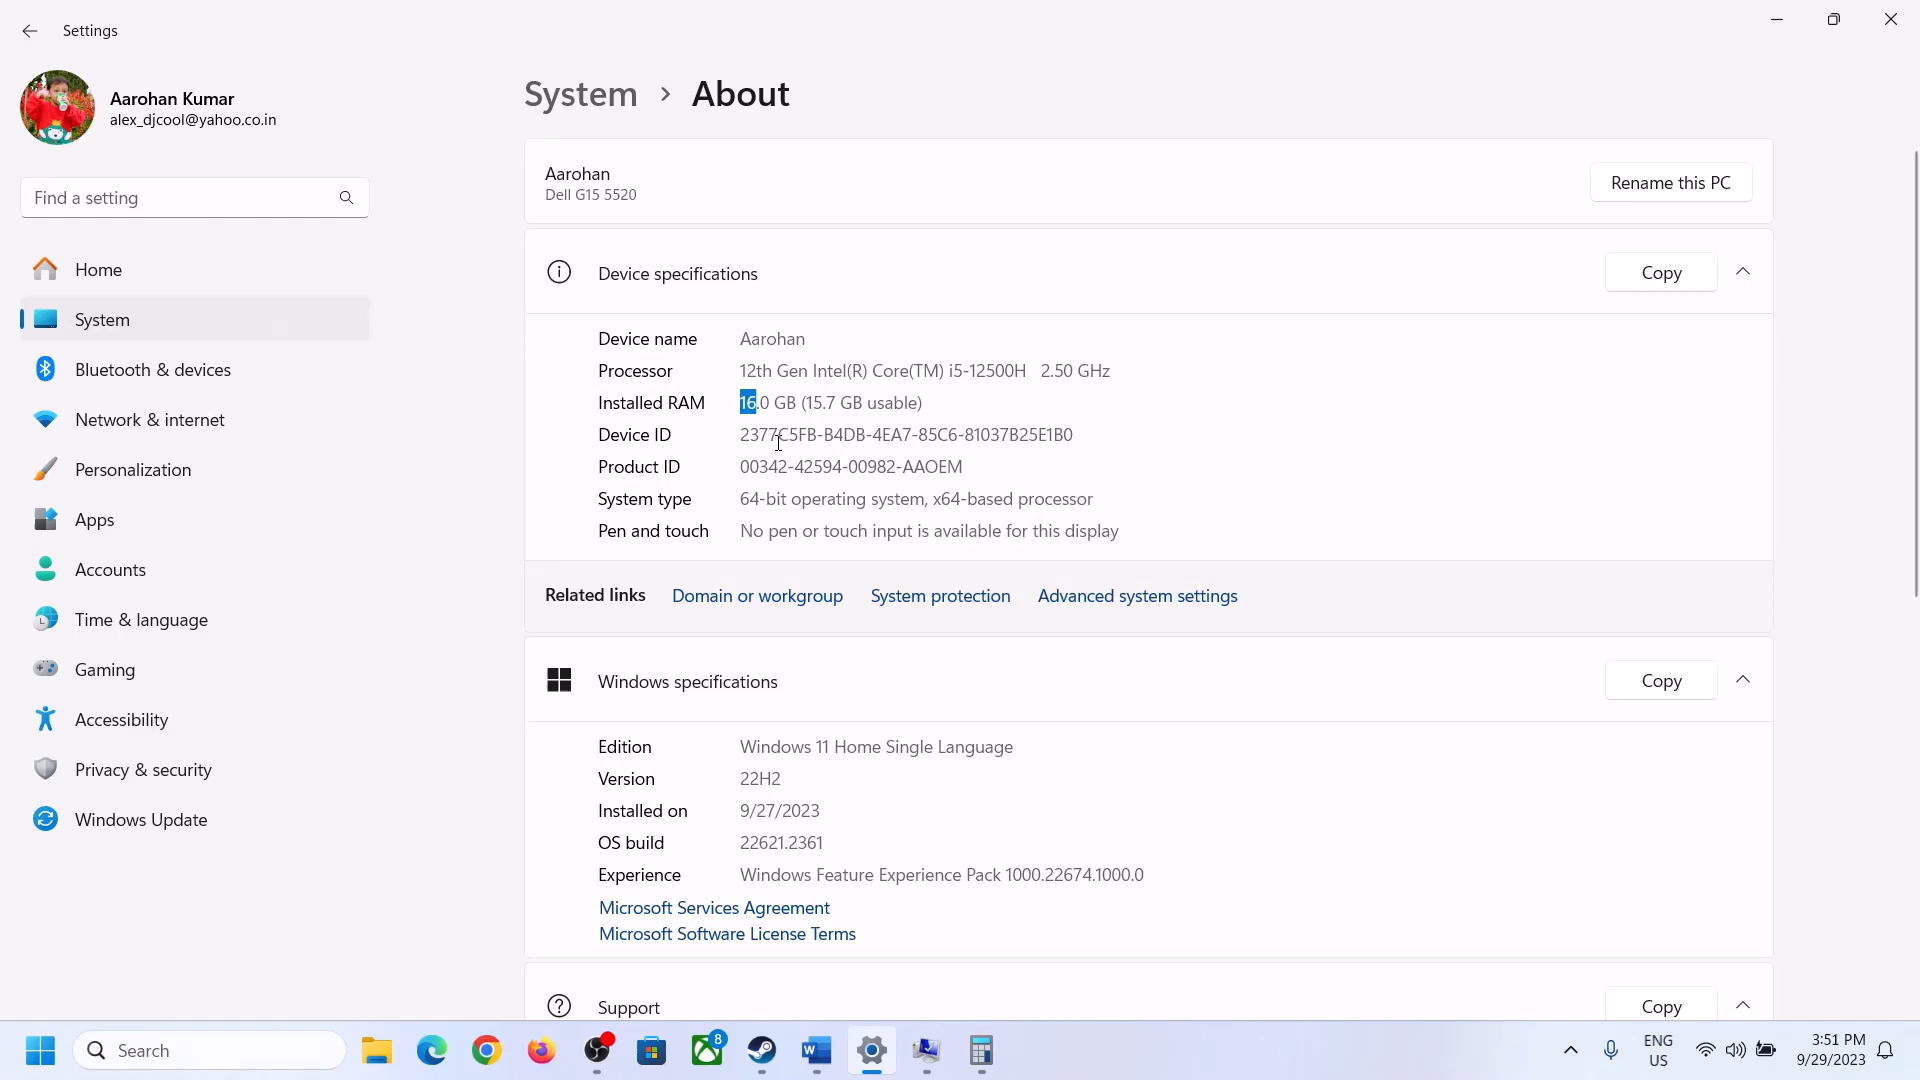 Settings
Aarohan Kumar
alex_djcool@yahoo.co.in
Find a setting
Home
System
Bluetooth & devices
Network & internet
Personalization
Apps
Accounts
Time & language
Gaming
Accessibility
Privacy & security
Windows Update
System > About
Aarohan
Dell G15 5520
Rename this PC
Device specifications
Copy
Device name Aarohan
Processor 12th Gen Intel(R) Core(TM) i5-12500H 2.50 GHz
Installed RAM 16.0 GB (15.7 GB usable)
Device ID 2377C5FB-B4DB-4EA7-85C6-81037B25E1B0
Product ID 00342-42594-00982-AAOEM
System type 64-bit operating system, x64-based processor
Pen and touch No pen or touch input is available for this display
Related links Domain or workgroup System protection Advanced system settings
Windows specifications
Copy
Edition Windows 11 Home Single Language
Version 22H2
Installed on 9/27/2023
OS build 22621.2361
Experience Windows Feature Experience Pack 1000.22674.1000.0
Microsoft Services Agreement
Microsoft Software License Terms
Support
Copy
Search
8
W
ENG
US
3:51 PM
9/29/2023